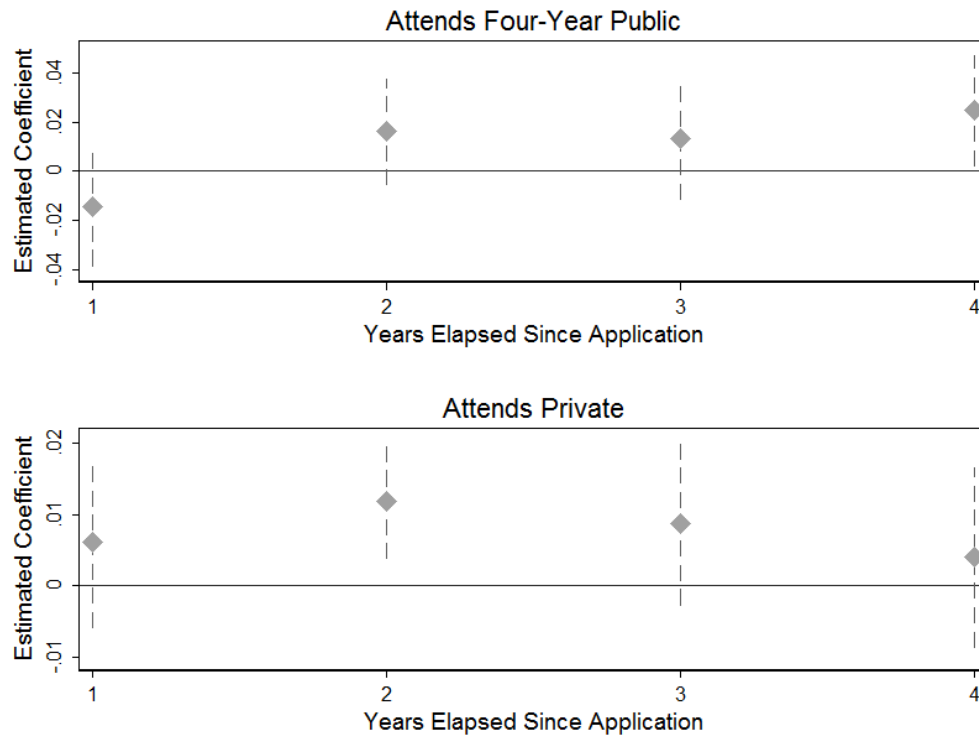 Attends Four-Year Public
Estimated Coefficient
.04
.02
0
-.02
-.04
1 2 3 4
Years Elapsed Since Application
Attends Private
Estimated Coefficient
.02
.01
0
-.01
1 2 3 4
Years Elapsed Since Application